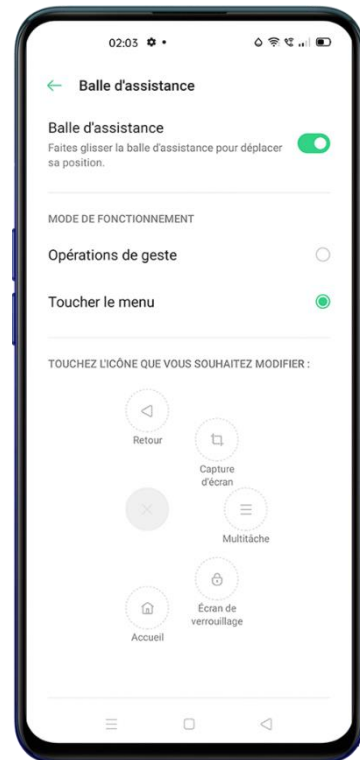 02:03
Balle d'assistance
Balle d'assistance
Faites glisser la balle d'assistance pour déplacer
sa position.
MODE DE FONCTIONNEMENT
Opérations de geste
Toucher le menu
TOUCHEZ L'ICÔNE QUE VOUS SOUHAITEZ MODIFIER :
Retour
Capture
d'écran
Multitâche
Écran de
verrouillage
Accueil